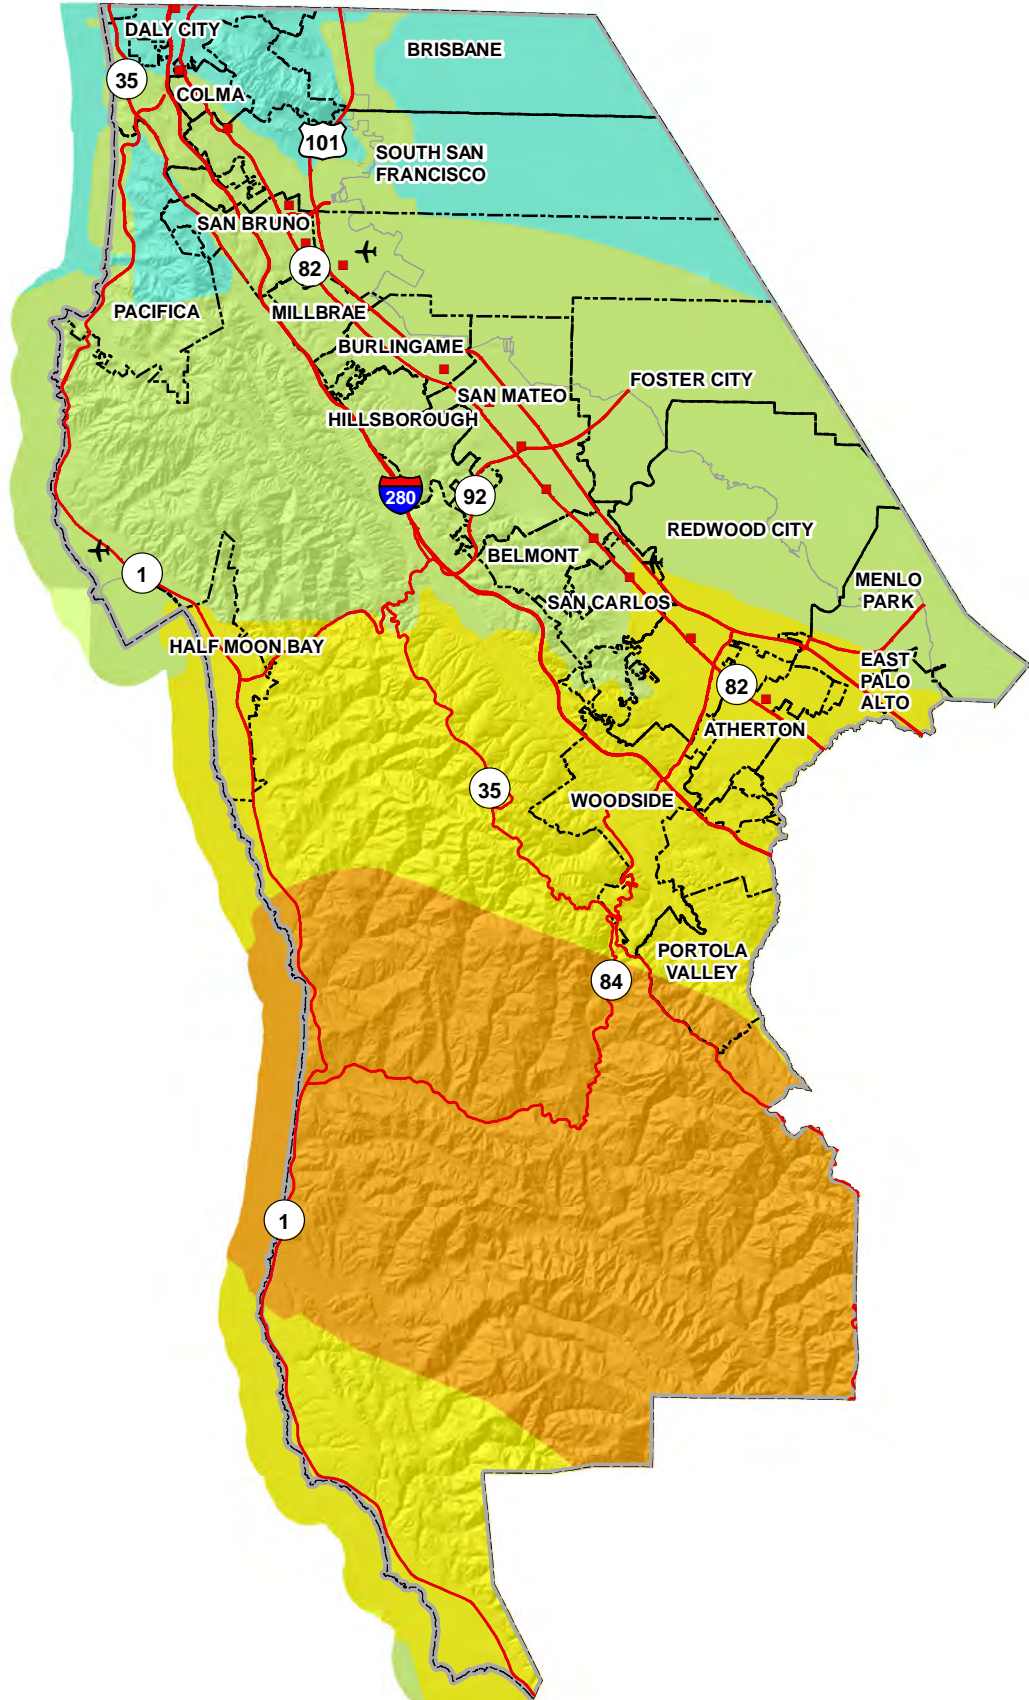 DALY CITY
BRISBANE
35
COLMA
101
SOUTH SAN
FRANCISCO
SAN BRUNO
82
PACIFICA
MILLBRAE
BURLINGAME
FOSTER CITY
SAN MATEO
HILLSBOROUGH
280
92
REDWOOD CITY
BELMONT
1
MENLO
PARK
SAN CARLOS
HALF MOON BAY
EAST
PALO
ALTO
82
ATHERTON
35
WOODSIDE
PORTOLA
VALLEY
84
1
1